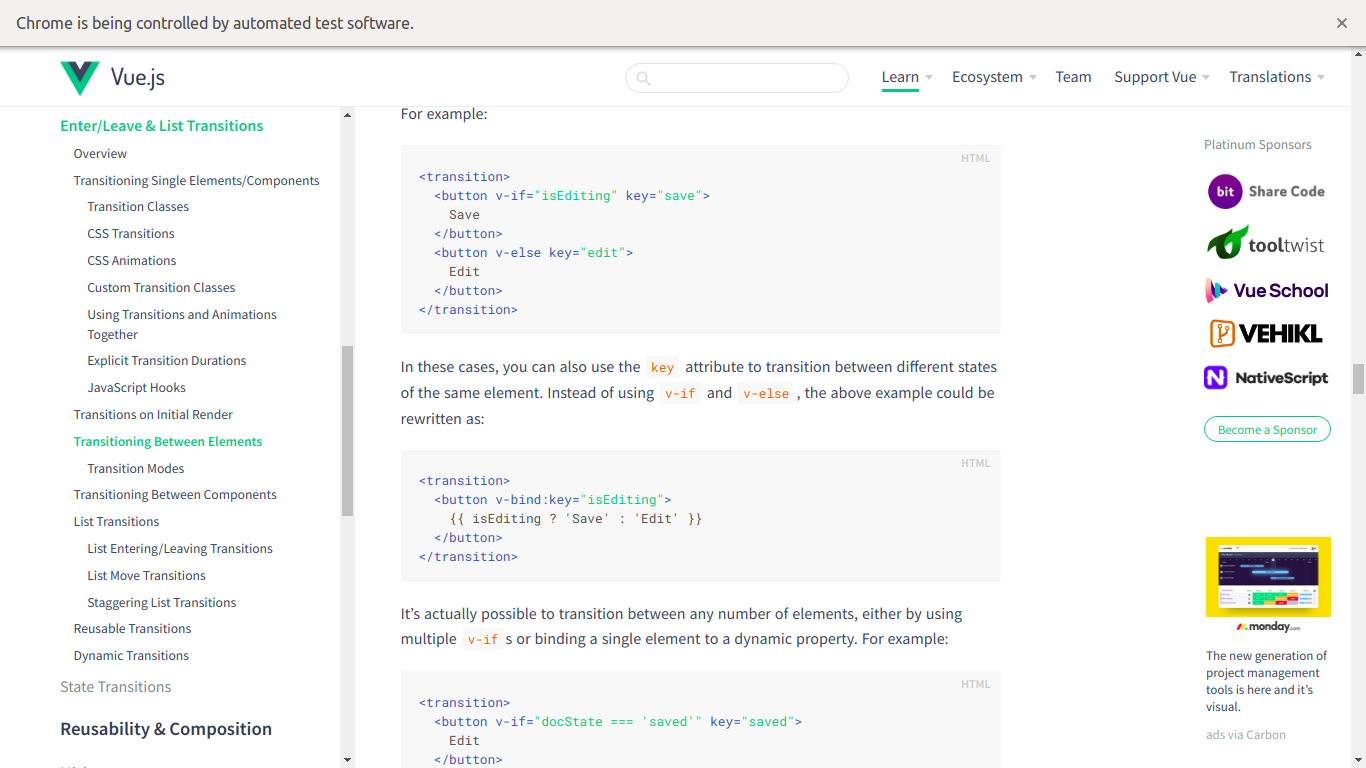 Chrome is being controlled by automated test software.
Vue.js
Learn
Ecosystem
Team
Support Vue
Translations
Enter/Leave & List Transitions
Overview
Transitioning Single Elements/Components
Transition Classes
CSS Transitions
CSS Animations
Custom Transition Classes
Using Transitions and Animations
Together
Explicit Transition Durations
JavaScript Hooks
Transitions on Initial Render
Transitioning Between Elements
Transition Modes
Transitioning Between Components
List Transitions
List Entering/Leaving Transitions
List Move Transitions
Staggering List Transitions
Reusable Transitions
Dynamic Transitions
State Transitions
Reusability & Composition
For example:
HTML
<transition>
<button v-if="isEditing" key="save">
Save
</button>
<button v-else key="edit">
Edit
</button>
</transition>
In these cases, you can also use the key attribute to transition between different states
of the same element. Instead of using v-if and v-else , the above example could be
rewritten as:
HTML
<transition>
<button v-bind:key="isEditing">
{{ isEditing ? 'Save' : 'Edit' }}
</button>
</transition>
It’s actually possible to transition between any number of elements, either by using
multiple v-if s or binding a single element to a dynamic property. For example:
HTML
<transition>
<button v-if="docState === 'saved'" key="saved">
Edit
</button>
Platinum Sponsors
bit Share Code
tooltwist
Vue School
VEHIKL
NativeScript
Become a Sponsor
monday.com
The new generation of
project management
tools is here and it’s
visual.
ads via Carbon